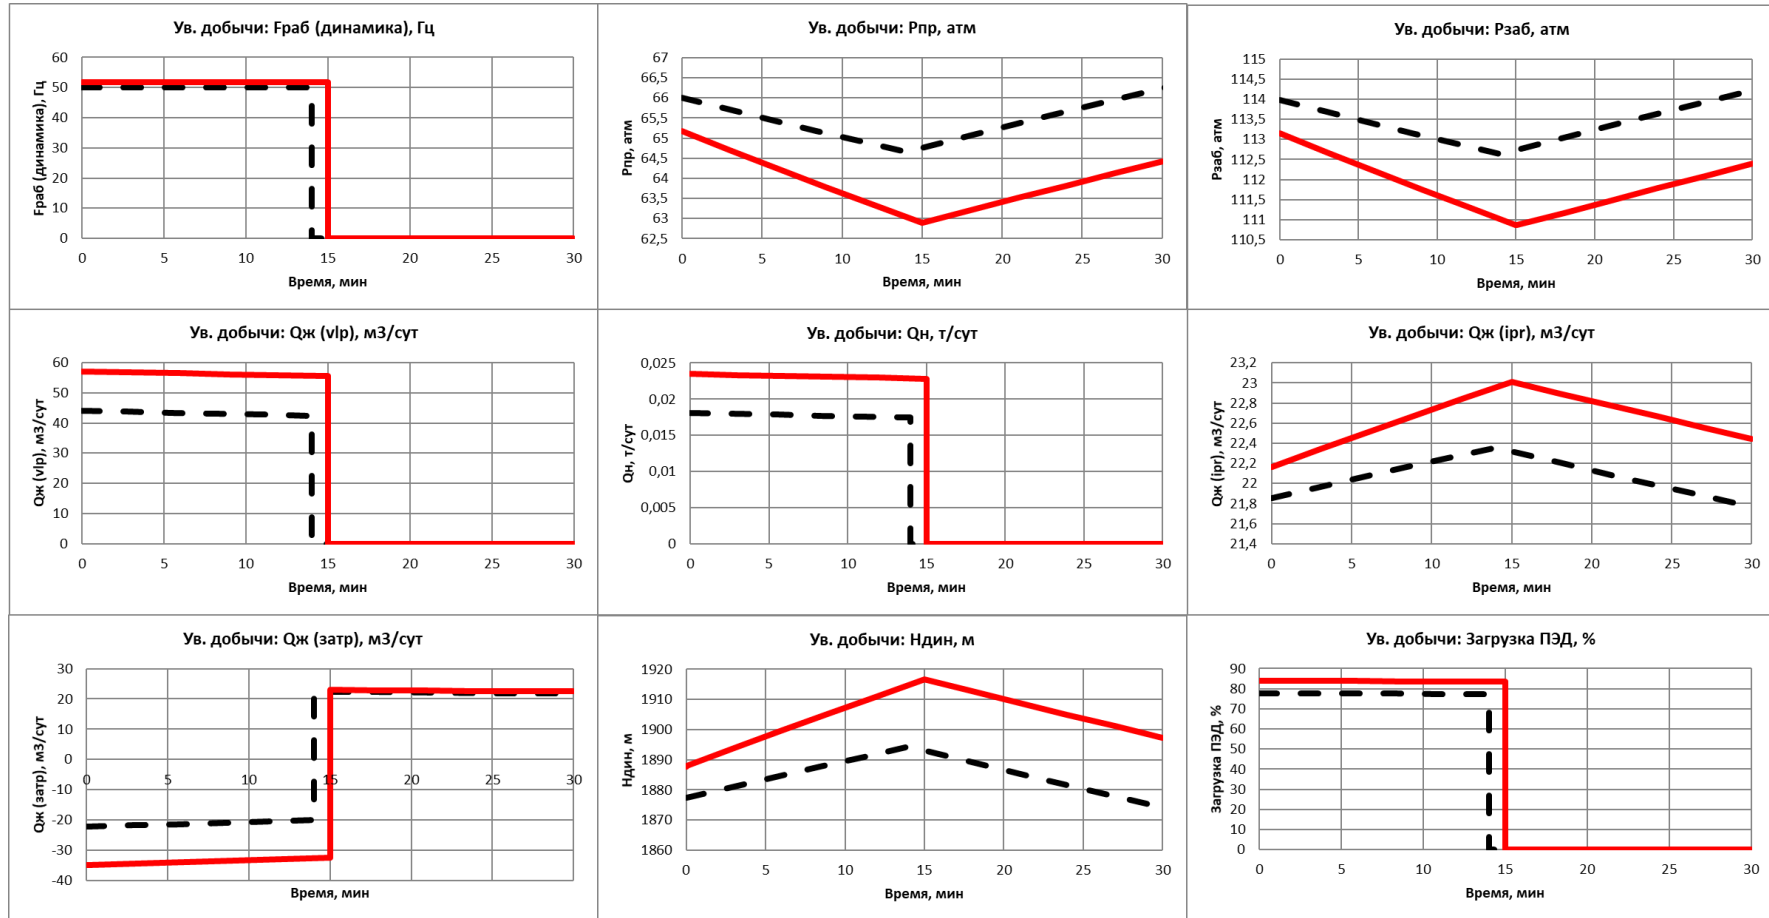 Ув. добычи: Fраб (динамика), Гц
Fраб (динамика), Гц
60
50
40
30
20
10
0
0 5 10 15 20 25 30
Время, мин
Ув. добычи: Pпр, атм
Pпр, атм
67
66,5
66
65,5
65
64,5
64
63,5
63
62,5
0 5 10 15 20 25 30
Время, мин
Ув. добычи: Pзаб, атм
Pзаб, атм
115
114,5
114
113,5
113
112,5
112
111,5
111
110,5
0 5 10 15 20 25 30
Время, мин
Ув. добычи: Qж (vlp), м3/сут
Qж (vlp), м3/сут
60
50
40
30
20
10
0
0 5 10 15 20 25 30
Время, мин
Ув. добычи: Qн, т/сут
Qн, т/сут
0,025
0,02
0,015
0,01
0,005
0
0 5 10 15 20 25 30
Время, мин
Ув. добычи: Qж (ipr), м3/сут
Qж (ipr), м3/сут
23,2
23
22,8
22,6
22,4
22,2
22
21,8
21,6
21,4
0 5 10 15 20 25 30
Время, мин
Ув. добычи: Qж (затр), м3/сут
Qж (затр), м3/сут
30
20
10
0
-10
-20
-30
-40
0 5 10 15 20 25 30
Время, мин
Ув. добычи: Hдин, м
Hдин, м
1920
1910
1900
1890
1880
1870
1860
0 5 10 15 20 25 30
Время, мин
Ув. добычи: Загрузка ПЭД, %
Загрузка ПЭД, %
90
80
70
60
50
40
30
20
10
0
0 5 10 15 20 25 30
Время, мин